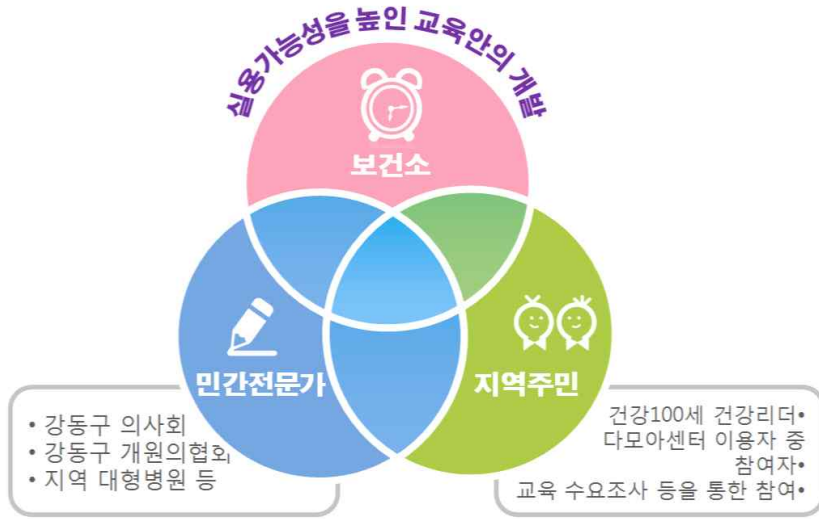 실용가능성을 높인 교육안의 개발
보건소
민간전문가
지역주민
• 강동구 의사회
• 강동구 개원의협회
• 지역 대형병원 등
건강100세 건강리더•
다모아센터 이용자 중
참여자•
교육 수요조사 등을 통한 참여•